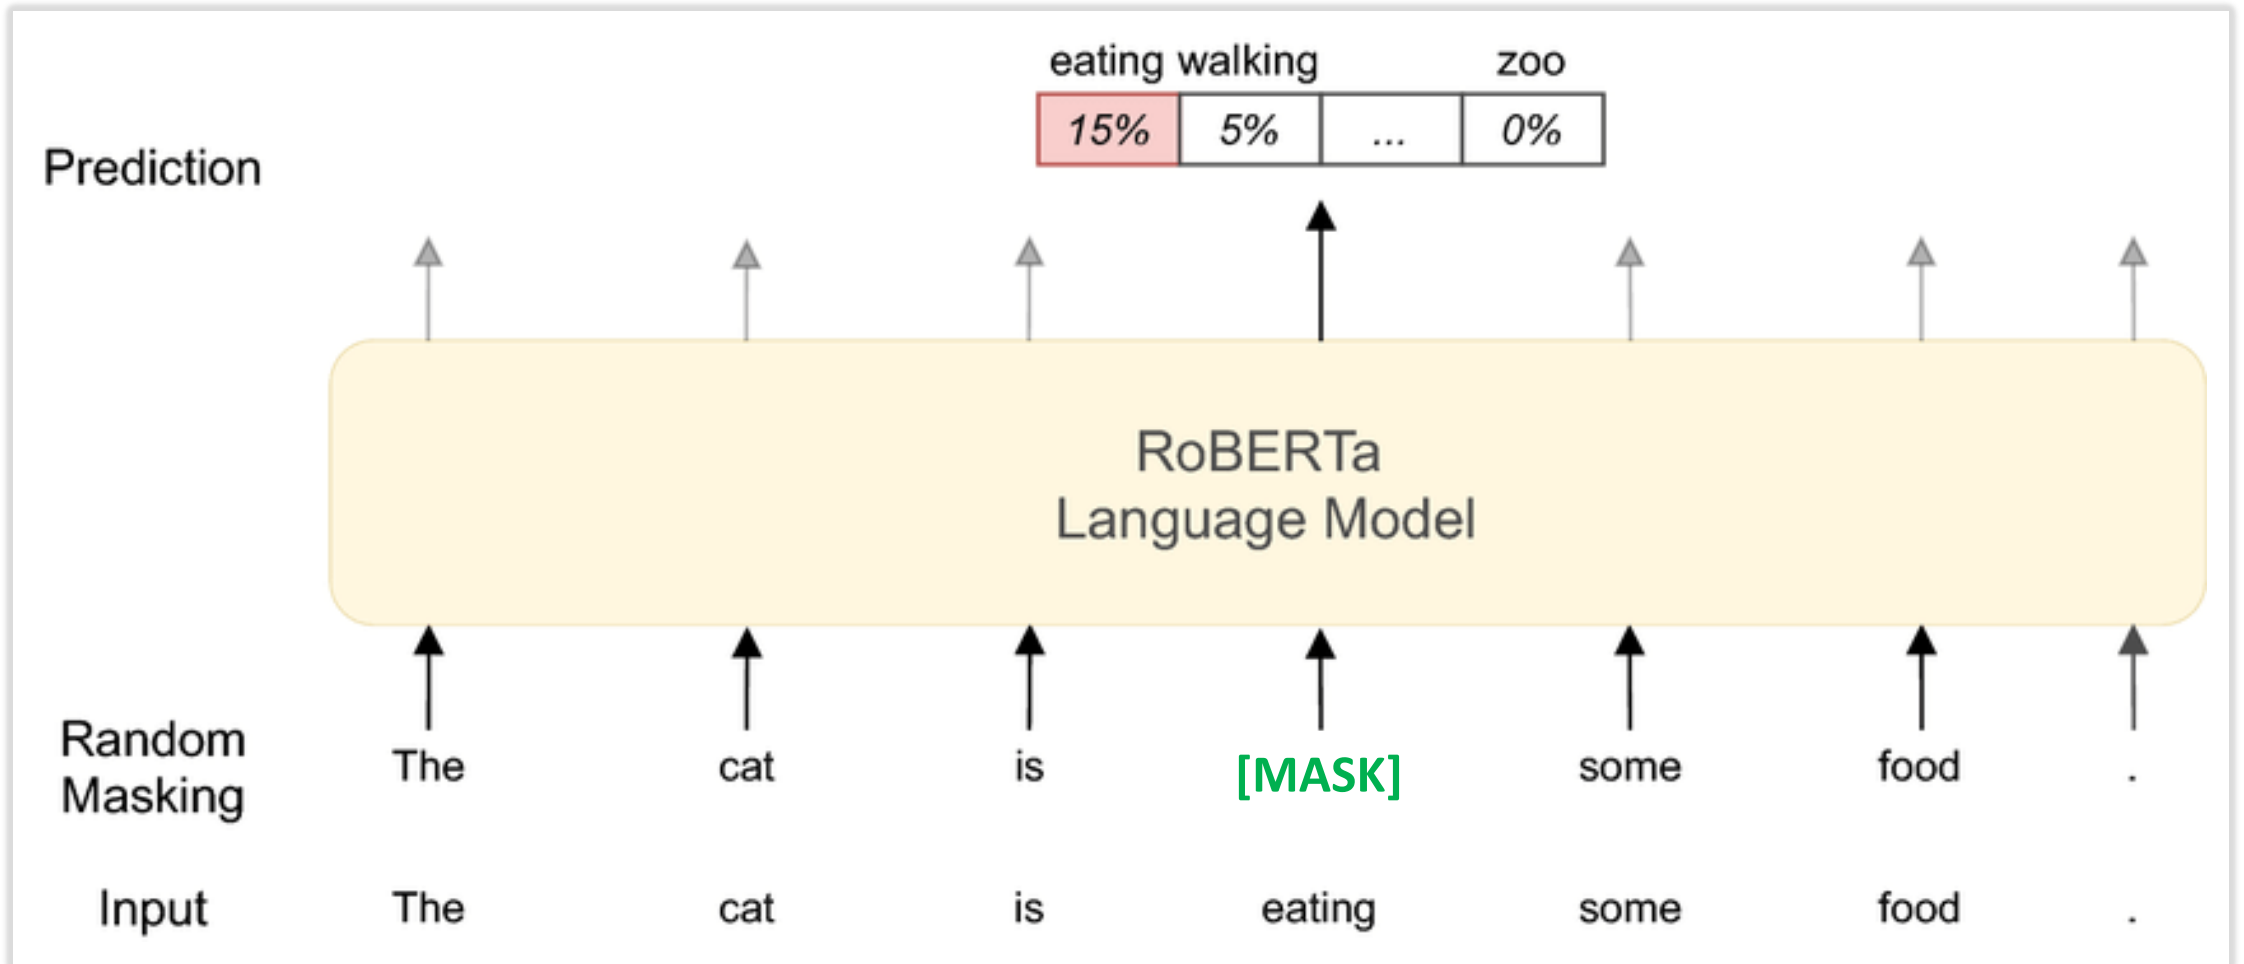 eating walking zoo
15% 5% ... 0%
Prediction
RoBERTa
Language Model
Random
Masking
The cat is [MASK] some food .
Input The cat is eating some food .